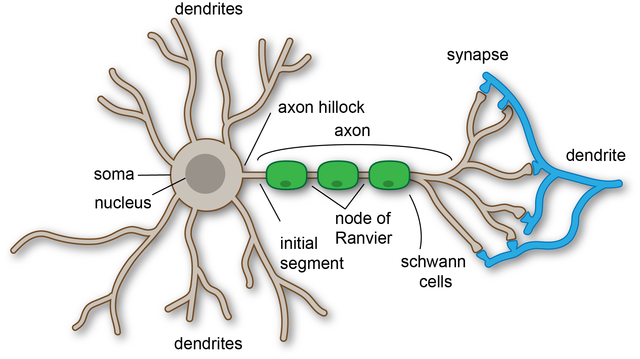 dendrites
synapse
axon hillock
axon
dendrite
soma
nucleus
node of
Ranvier
initial
segment
schwann
cells
dendrites